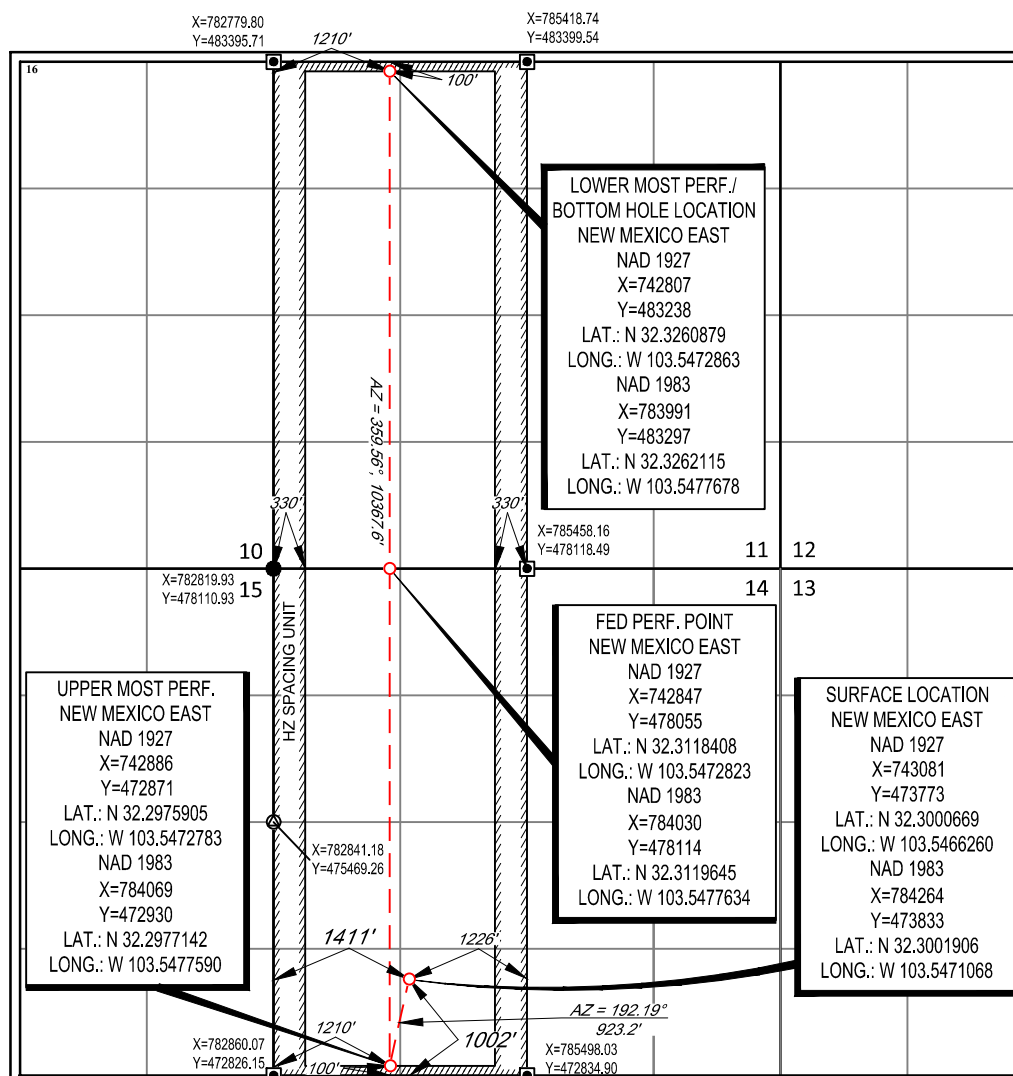 X=782779.80
Y=483395.71
X=785418.74
Y=483399.54
1210'
16
100'
LOWER MOST PERF./
BOTTOM HOLE LOCATION
NEW MEXICO EAST
NAD 1927
X=742807
Y=483238
LAT.: N 32.3260879
LONG.: W 103.5472863
NAD 1983
X=783991
Y=483297
LAT.: N 32.3262115
LONG.: W 103.5477678
AZ = 359.56°, 10367.6'
330'
330'
X=785458.16
Y=478118.49
10
11
12
X=782819.93
Y=478110.93
15
14
13
HZ SPACING UNIT
FED PERF. POINT
NEW MEXICO EAST
NAD 1927
X=742847
Y=478055
LAT.: N 32.3118408
LONG.: W 103.5472823
NAD 1983
X=784030
Y=478114
LAT.: N 32.3119645
LONG.: W 103.5477634
UPPER MOST PERF.
NEW MEXICO EAST
NAD 1927
X=742886
Y=472871
LAT.: N 32.2975905
LONG.: W 103.5472783
NAD 1983
X=784069
Y=472930
LAT.: N 32.2977142
LONG.: W 103.5477590
SURFACE LOCATION
NEW MEXICO EAST
NAD 1927
X=743081
Y=473773
LAT.: N 32.3000669
LONG.: W 103.5466260
NAD 1983
X=784264
Y=473833
LAT.: N 32.3001906
LONG.: W 103.5471068
X=782841.18
Y=475469.26
1411'
1226'
AZ = 192.19°
923.2'
1210'
1002'
X=782860.07
Y=472826.15
X=785498.03
Y=472834.90
100'